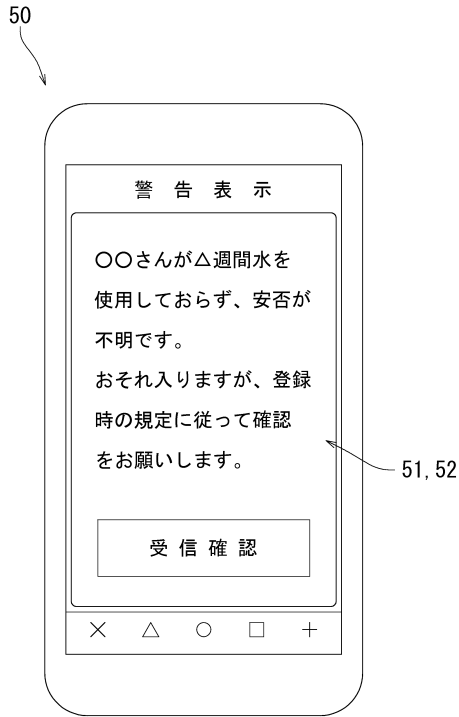 50
警告表示
〇〇さんが△週間水を
使用しておらず、安否が
不明です。
おそれ入りますが、登録
時の規定に従って確認
をお願いします。
51,52
受信確認
×△○□+